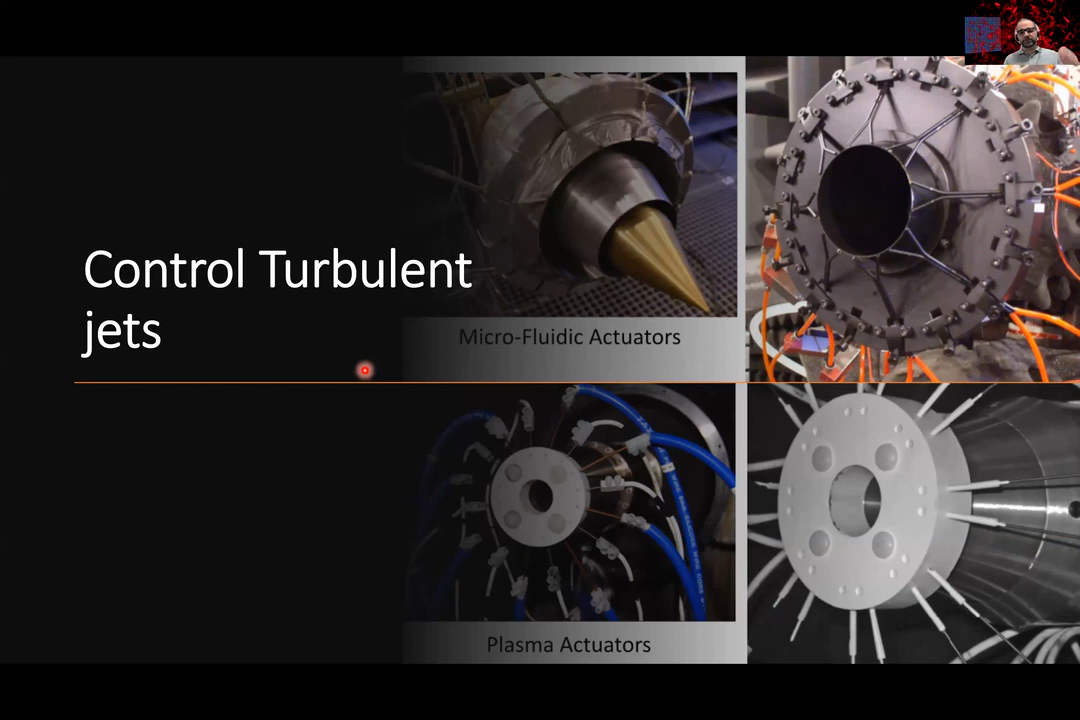 Control Turbulent
jets
Micro-Fluidic Actuators
Plasma Actuators